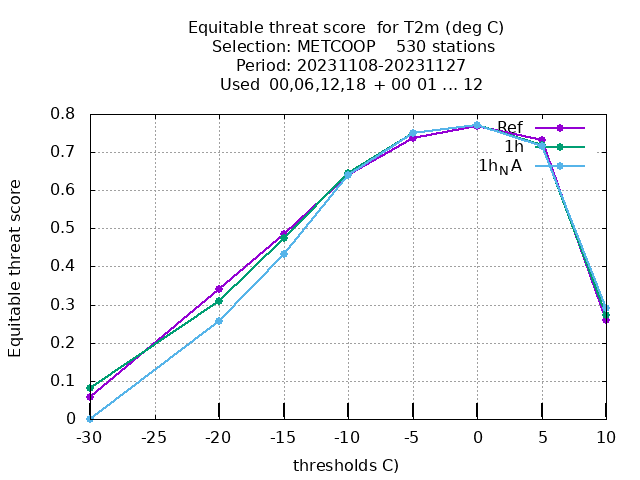 Equitable threat score  for T2m (deg C)
Selection: METCOOP    530 stations
Period: 20231108-20231127
Used  00,06,12,18  + 00 01 ... 12
Ref
1h
1hNA
0.8
0.7
0.6
0.5
0.4
0.3
0.2
0.1
0
Equitable threat score
-30 -25 -20 -15 -10 -5 0 5 10
thresholds C)